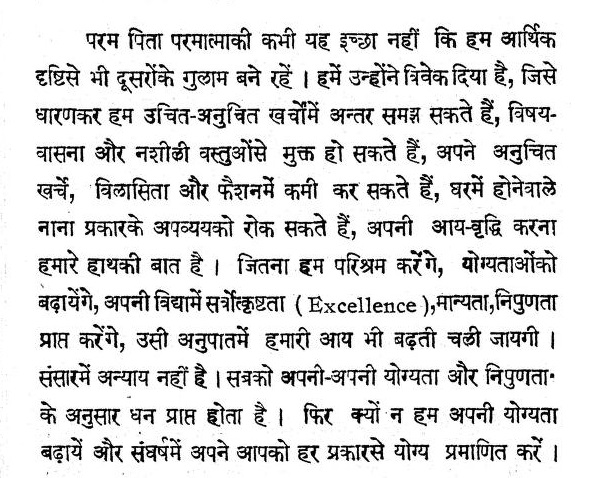 परम पिता परमात्माकी कभी यह इच्छा नहीं कि हम आर्थिक
दृष्टिसे भी दूसरोंके गुलाम बने रहें । हमें उन्होंने विवेक दिया है, जिसे
धारणकर हम उचित-अनुचित खर्चोंमें अन्तर समझ सकते हैं, विषय-
वासना और नशीली वस्तुओंसे मुक्त हो सकते हैं, अपने अनुचित
खर्चे, विलासिता और फैशनमें कमी कर सकते हैं, घरमें होनेवाले
नाना प्रकारके अपव्ययको रोक सकते हैं, अपनी आय-वृद्धि करना
हमारे हाथकी बात है । जितना हम परिश्रम करेंगे, योग्यताओंको
बढ़ायेंगे, अपनी विद्यामें सर्वोत्कृष्टता ( Excellence ),मान्यता,निपुणता
प्राप्त करेंगे, उसी अनुपातमें हमारी आय भी बढ़ती चली जायगी ।
संसारमें अन्याय नहीं है । सबको अपनी-अपनी योग्यता और निपुणता-
के अनुसार धन प्राप्त होता है । फिर क्यों न हम अपनी योग्यता
बढ़ायें और संघर्षमें अपने आपको हर प्रकारसे योग्य प्रमाणित करें ।